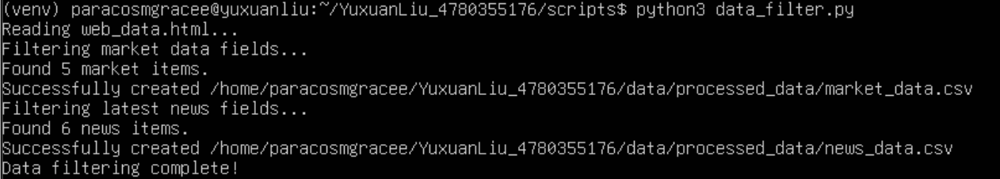 (venv) paracosmgracee@yuxuanliu:~/YuxuanLiu_4780355176/scripts$ python3 data_filter.py
Reading web_data.html...
Filtering market data fields...
Found 5 market items.
Successfully created /home/paracosmgracee/YuxuanLiu_4780355176/data/processed_data/market_data.csv
Filtering latest news fields...
Found 6 news items.
Successfully created /home/paracosmgracee/YuxuanLiu_4780355176/data/processed_data/news_data.csv
Data filtering complete!